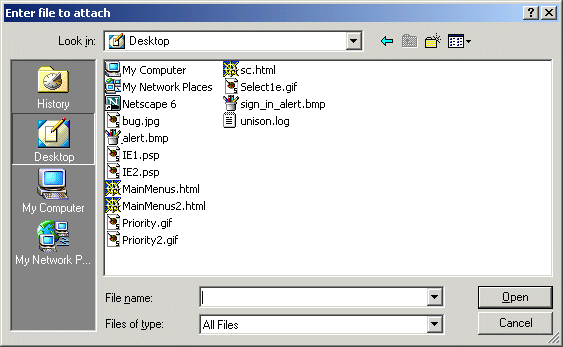 Enter file to attach
Look in: Desktop
History
Desktop
My Computer
My Network P...
My Computer
My Network Places
Netscape 6
bug.jpg
alert.bmp
IE1.psp
IE2.psp
MainMenus.html
MainMenus2.html
Priority.gif
Priority2.gif
sc.html
Select1e.gif
sign_in_alert.bmp
unison.log
File name:
Open
Files of type: All Files
Cancel